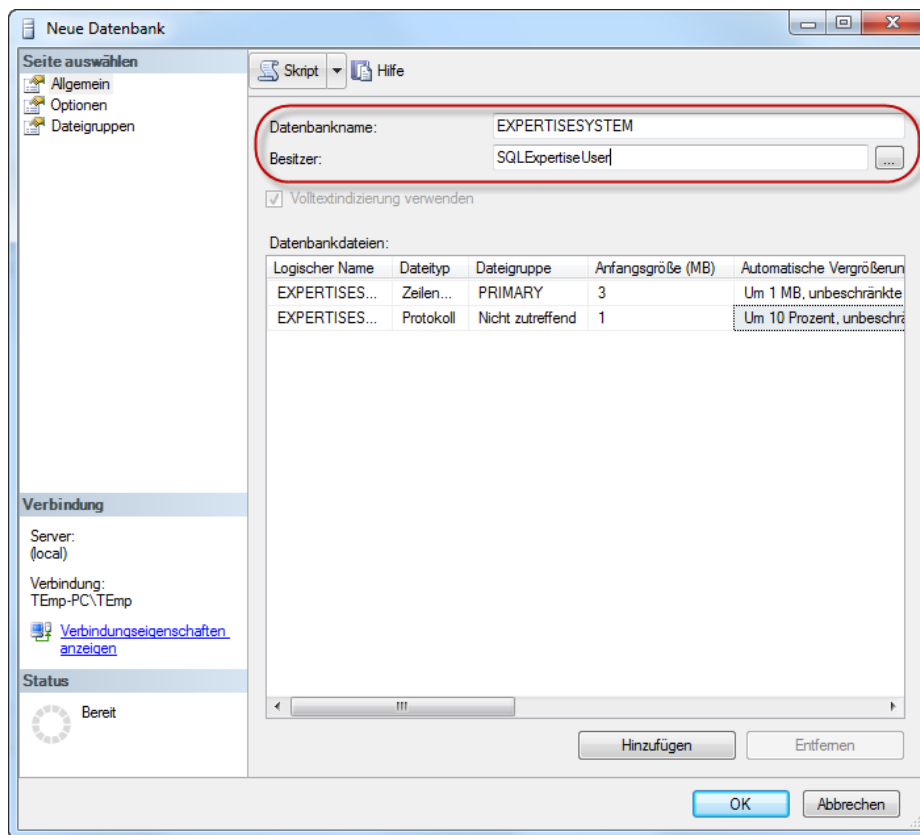 Neue Datenbank
Seite auswählen
Allgemein
Optionen
Dateigruppen
Skript
Hilfe
Datenbankname: EXPERTISESYSTEM
Besitzer: SQLExpertiseUser ...
Volltextindizierung verwenden
Datenbankdateien:
Logischer Name Dateityp Dateigruppe Anfangsgröße (MB) Automatische Vergrößerun
EXPERTISES... Zeilen... PRIMARY 3 Um 1 MB, unbeschränkte
EXPERTISES... Protokoll Nicht zutreffend 1 Um 10 Prozent, unbeschrä
Verbindung
Server:
(local)
Verbindung:
TEmp-PC\TEmp
Verbindungseigenschaften
anzeigen
Status
Bereit
Hinzufügen Entfernen
OK Abbrechen